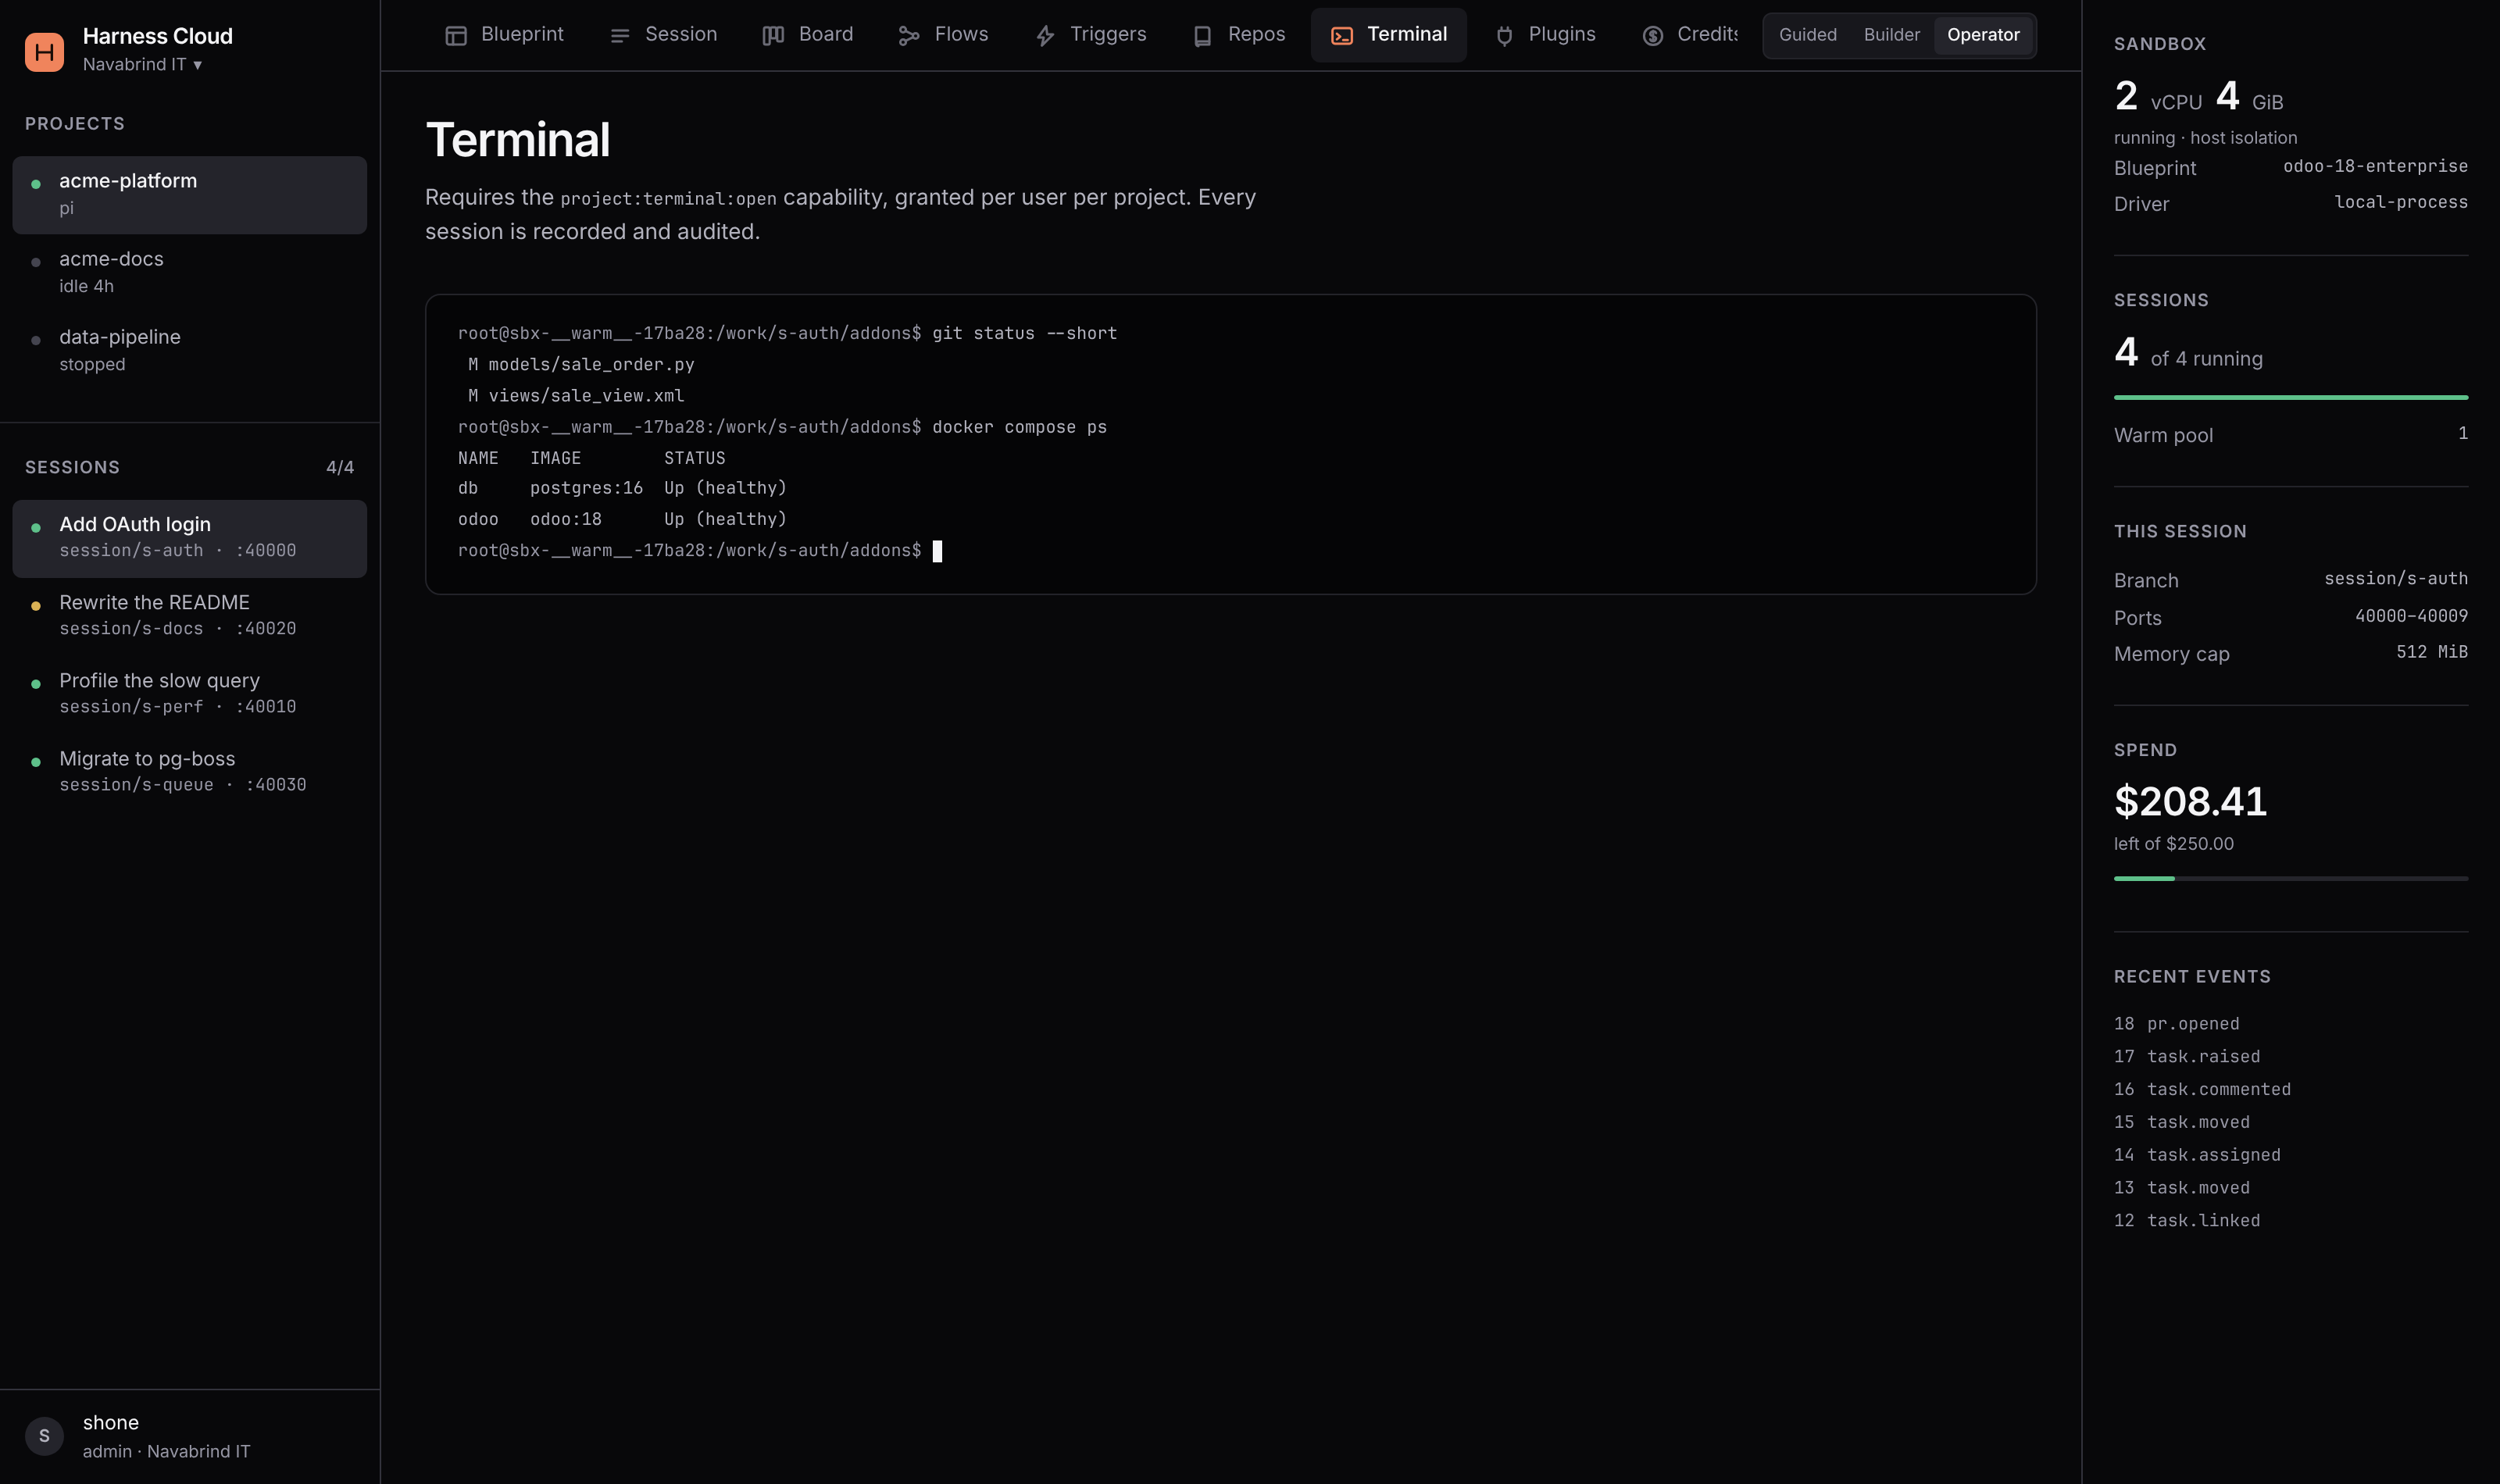 Harness Cloud
Navabrind IT ▾
PROJECTS
acme-platform
pi
acme-docs
idle 4h
data-pipeline
stopped
SESSIONS 4/4
Add OAuth login
session/s-auth · :40000
Rewrite the README
session/s-docs · :40020
Profile the slow query
session/s-perf · :40010
Migrate to pg-boss
session/s-queue · :40030
S
shone
admin · Navabrind IT
Blueprint Session Board Flows Triggers Repos Terminal Plugins Credits Guided Builder Operator
Terminal
Requires the project:terminal:open capability, granted per user per project. Every
session is recorded and audited.
root@sbx-__warm__-17ba28:/work/s-auth/addons$ git status --short
M models/sale_order.py
M views/sale_view.xml
root@sbx-__warm__-17ba28:/work/s-auth/addons$ docker compose ps
NAME IMAGE STATUS
db postgres:16 Up (healthy)
odoo odoo:18 Up (healthy)
root@sbx-__warm__-17ba28:/work/s-auth/addons$
SANDBOX
2 vCPU 4 GiB
running · host isolation
Blueprint odoo-18-enterprise
Driver local-process
SESSIONS
4 of 4 running
Warm pool 1
THIS SESSION
Branch session/s-auth
Ports 40000–40009
Memory cap 512 MiB
SPEND
$208.41
left of $250.00
RECENT EVENTS
18 pr.opened
17 task.raised
16 task.commented
15 task.moved
14 task.assigned
13 task.moved
12 task.linked